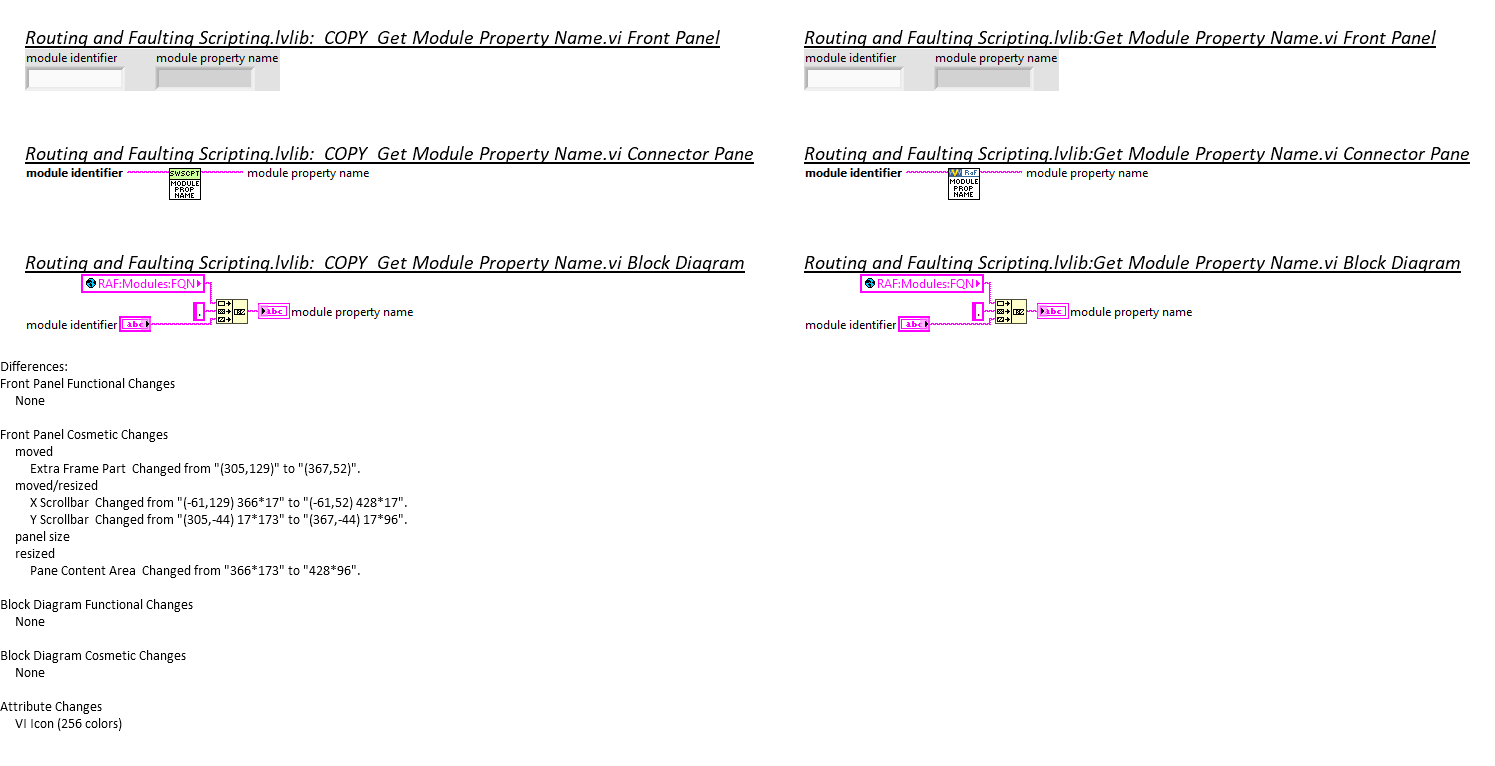 Routing and Faulting Scripting.lvlib:  COPY  Get Module Property Name.vi Front Panel
module identifier
module property name
Routing and Faulting Scripting.lvlib:Get Module Property Name.vi Front Panel
module identifier
module property name
Routing and Faulting Scripting.lvlib:  COPY  Get Module Property Name.vi Connector Pane
module identifier
SWSCPT
MODULE
PROP
NAME
module property name
Routing and Faulting Scripting.lvlib:Get Module Property Name.vi Connector Pane
module identifier
RaF
MODULE
PROP
NAME
module property name
Routing and Faulting Scripting.lvlib:  COPY  Get Module Property Name.vi Block Diagram
RAF:Modules:FQN
.
abc
module property name
module identifier
abc
Routing and Faulting Scripting.lvlib:Get Module Property Name.vi Block Diagram
RAF:Modules:FQN
.
abc
module property name
module identifier
abc
Differences:
Front Panel Functional Changes
None
Front Panel Cosmetic Changes
moved
Extra Frame Part  Changed from "(305,129)" to "(367,52)".
moved/resized
X Scrollbar  Changed from "(-61,129) 366*17" to "(-61,52) 428*17".
Y Scrollbar  Changed from "(305,-44) 17*173" to "(367,-44) 17*96".
panel size
resized
Pane Content Area  Changed from "366*173" to "428*96".
Block Diagram Functional Changes
None
Block Diagram Cosmetic Changes
None
Attribute Changes
VI Icon (256 colors)